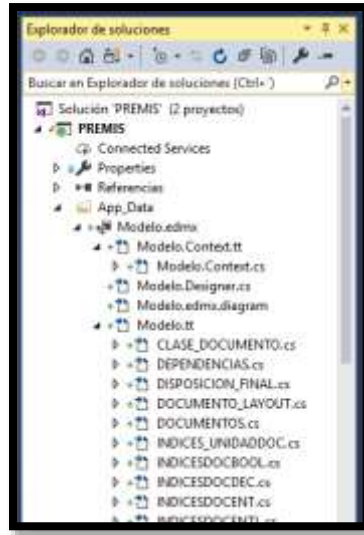 Explorador de soluciones
Buscar en Explorador de soluciones (Ctrl+ )
Solución 'PREMIS' (2 proyectos)
PREMIS
Connected Services
Properties
Referencias
App_Data
Modelo.edmx
Modelo.Context.tt
Modelo.Context.cs
Modelo.Designer.cs
Modelo.edmx.diagram
Modelo.tt
CLASE_DOCUMENTO.cs
DEPENDENCIAS.cs
DISPOSICION_FINAL.cs
DOCUMENTO_LAYOUT.cs
DOCUMENTOS.cs
INDICES_UNIDADDOC.cs
INDICESDOCBOOL.cs
INDICESDOCDEC.cs
INDICESDOCENT.cs